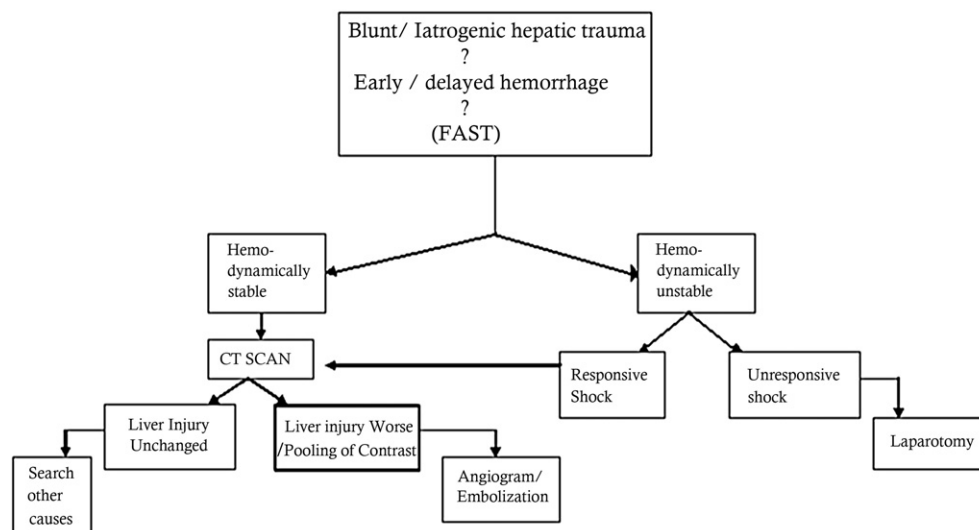 Blunt/ Iatrogenic hepatic trauma
?
Early / delayed hemorrhage
?
(FAST)
Hemo-
dynamically
stable
Hemo-
dynamically
unstable
CT SCAN
Responsive
Shock
Unresponsive
shock
Liver Injury
Unchanged
Liver injury Worse
/Pooling of Contrast
Laparotomy
Search
other
causes
Angiogram/
Embolization